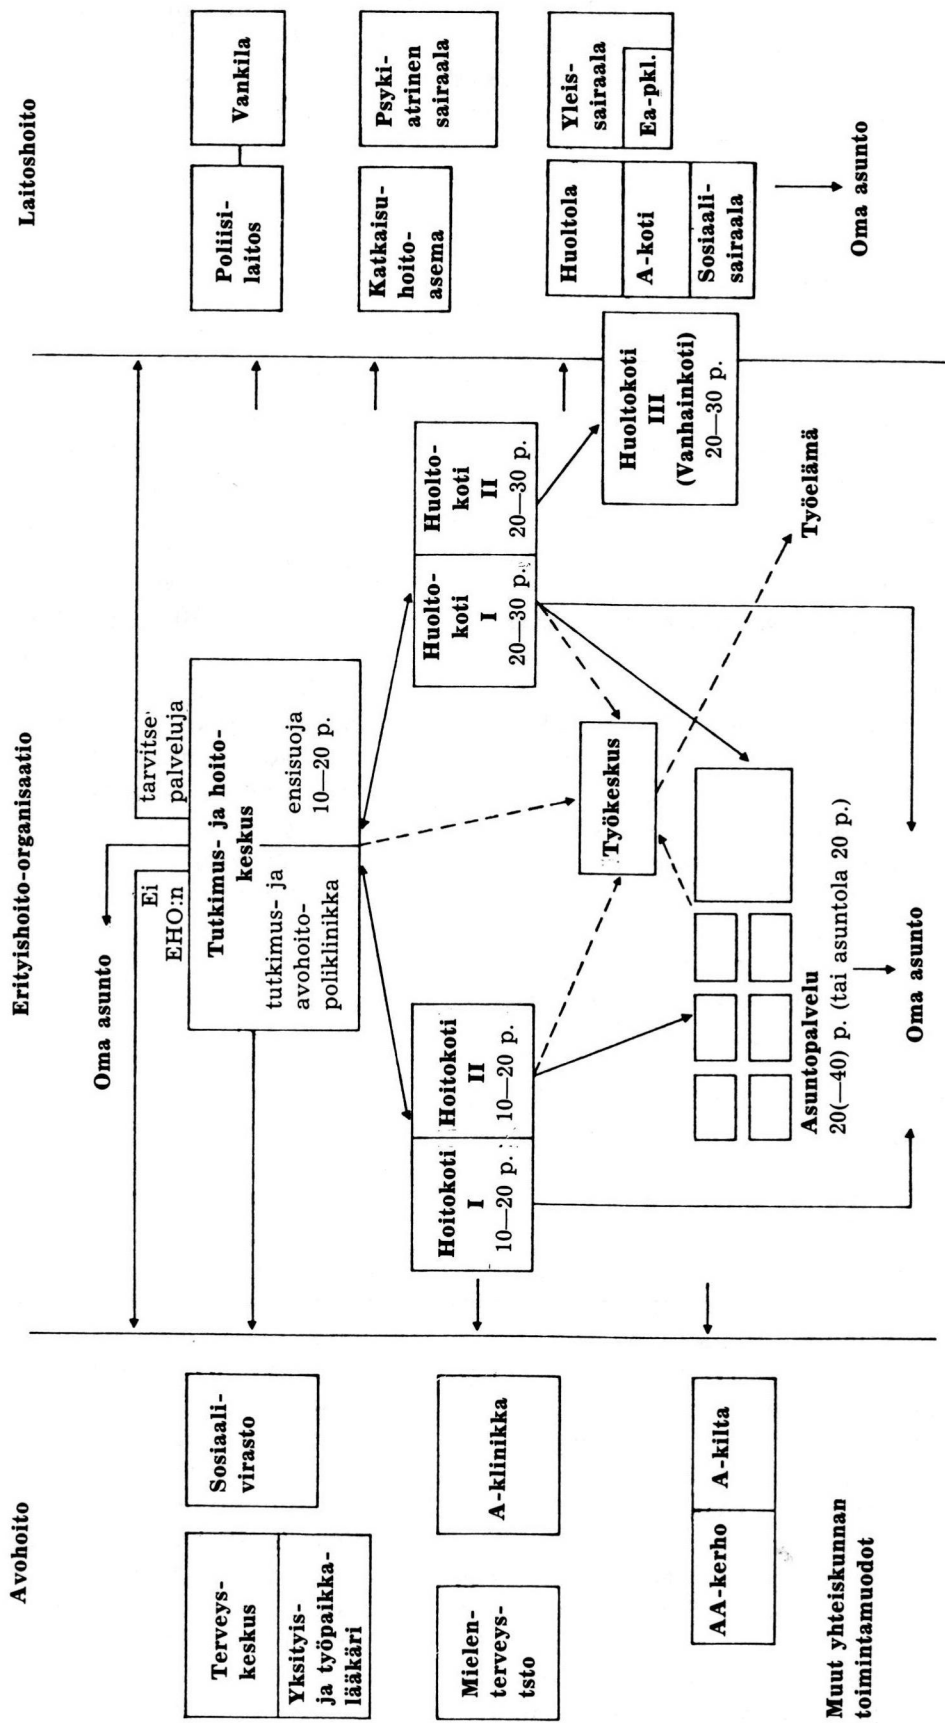 Avohoito
Erityishoito-organisaatio
Laitoshoito
Terveys-
keskus
Yksityis-
ja työpaikka-
lääkäri
Sosiaali-
virasto
Mielen-
terveys-
tsto
A-klinikka
AA-kerho
A-kilta
Muut yhteiskunnan
toimintamuodot
Oma asunto
Ei
EHO:n
tarvitse
palveluja
Tutkimus- ja hoito-
keskus
tutkimus- ja
avohoito-
poliklinikka
ensisuoja
10—20 p.
Hoitokoti
I
10—20 p.
Hoitokoti
II
10—20 p.
Huolto-
koti
I
20—30 p.
Huolto-
koti
II
20—30 p.
Työkeskus
Huoltokoti
III
(Vanhainkoti)
20—30 p.
Työelämä
Asuntopalvelu
20(—40) p. (tai asuntola 20 p.)
Oma asunto
Poliisi-
laitos
Vankila
Katkaisu-
hoito-
asema
Psyki-
atrinen
sairaala
Huoltola
A-koti
Sosiaali-
sairaala
Yleis-
sairaala
Ea-pkl.
Oma asunto